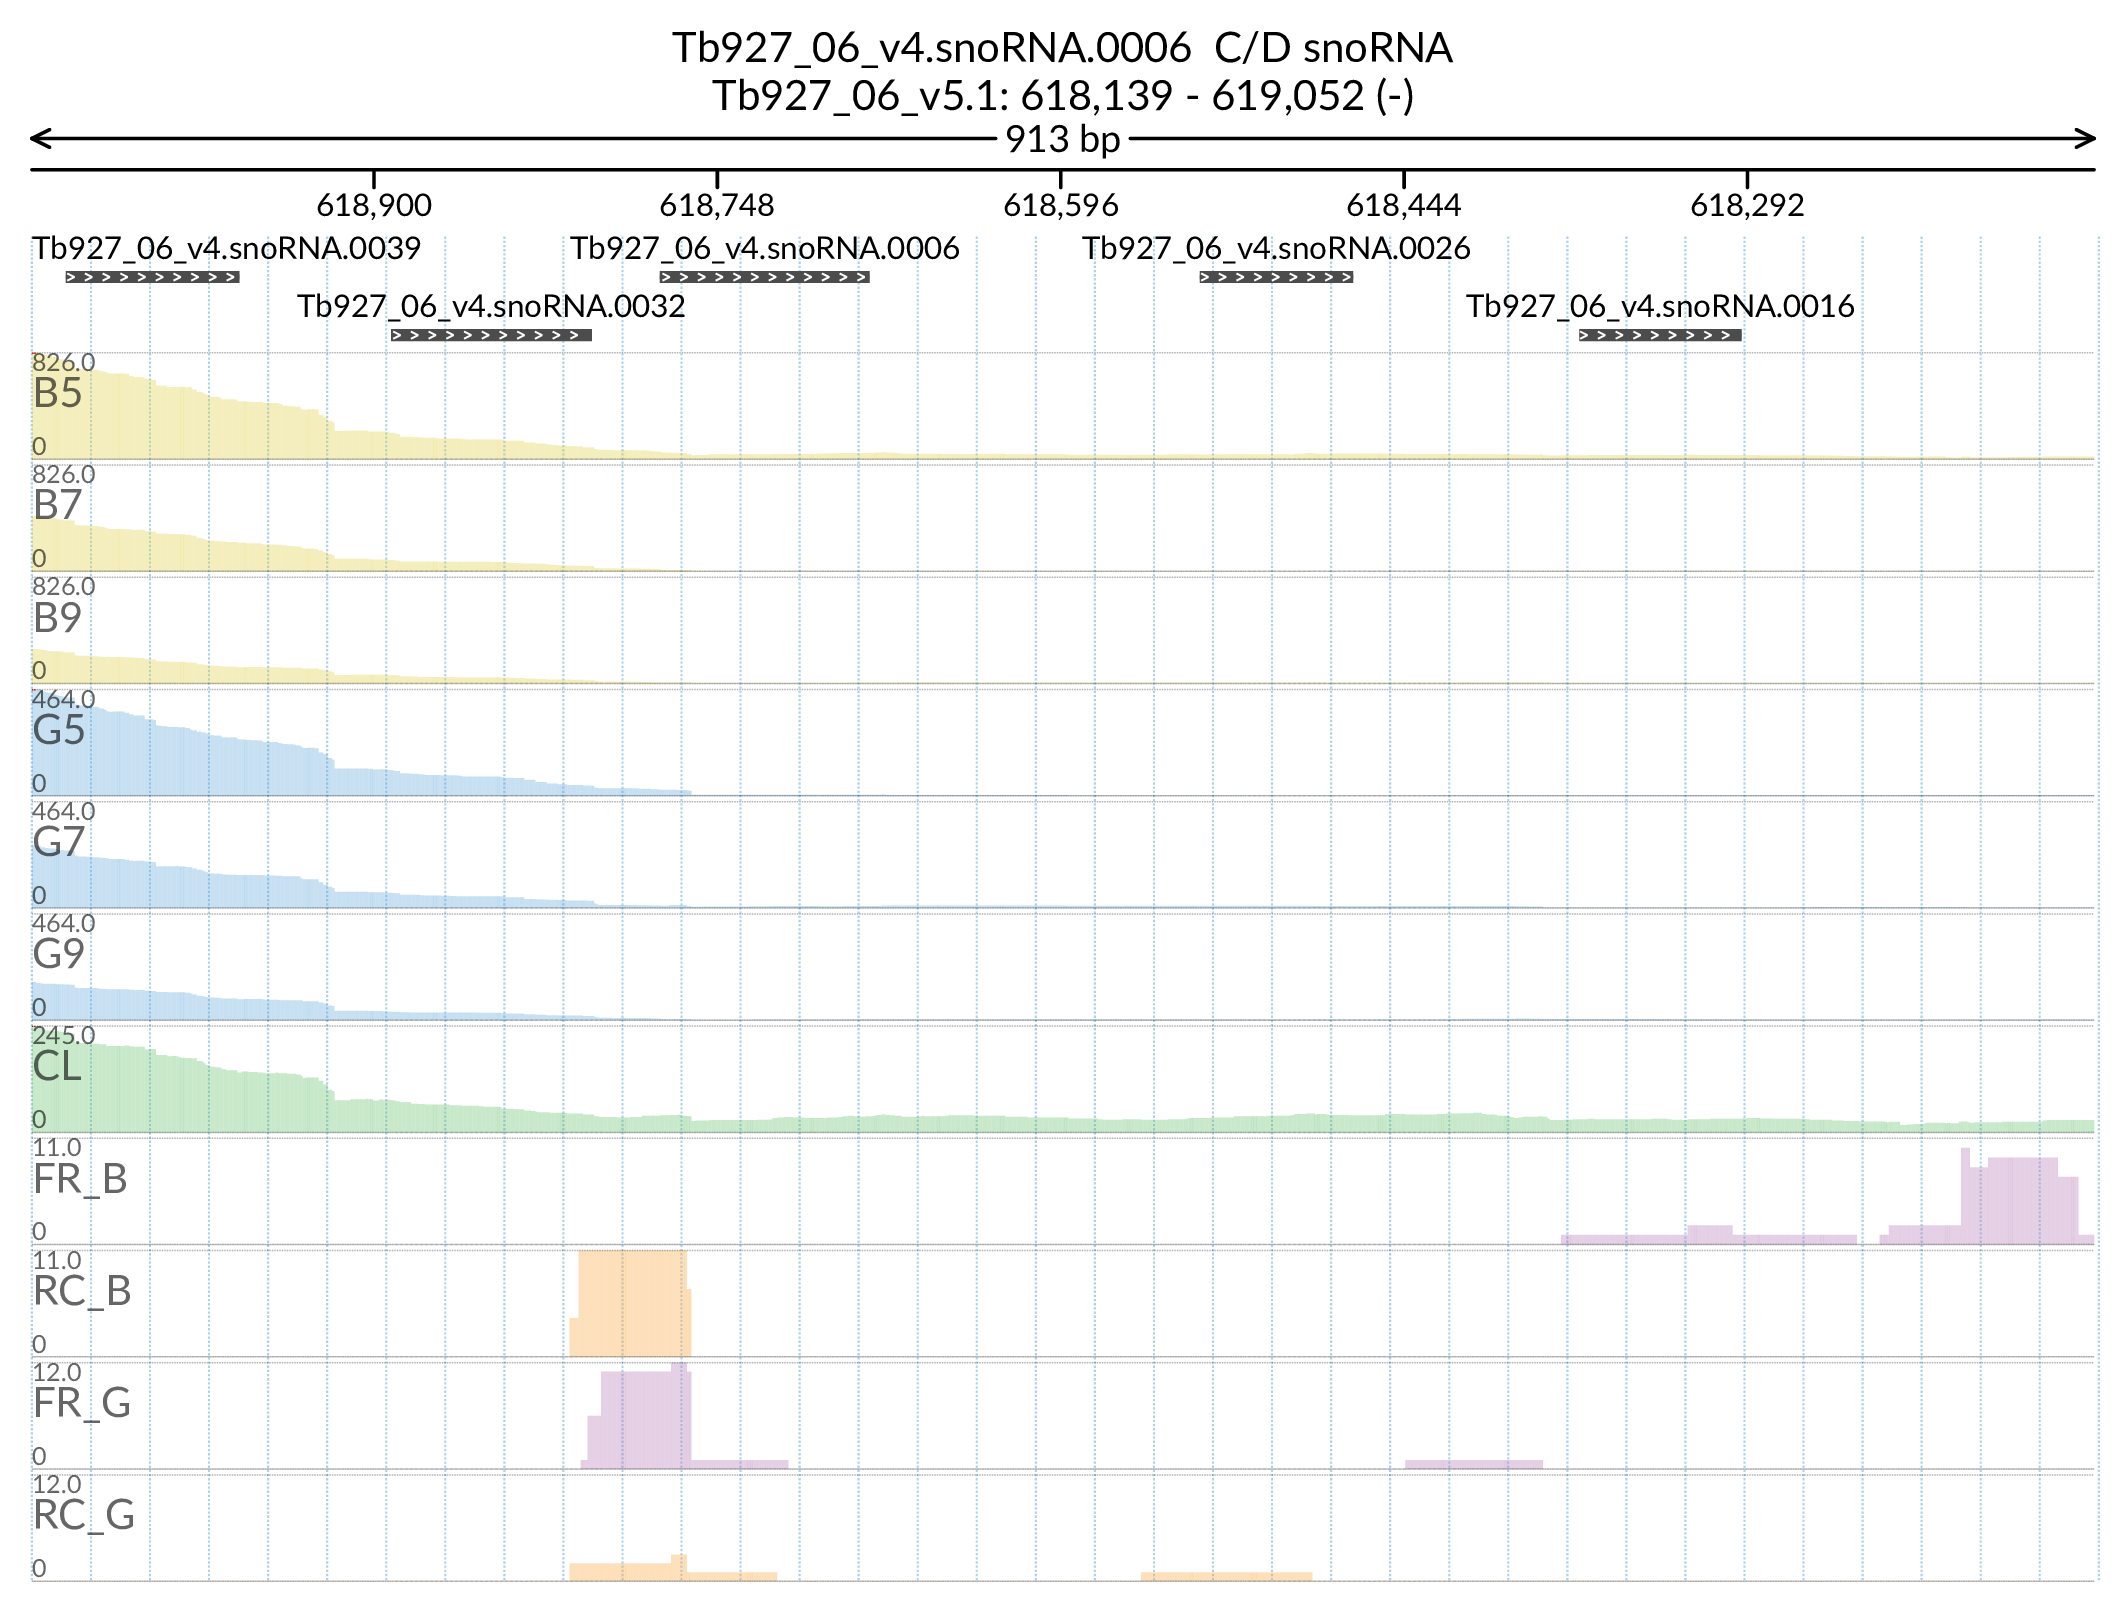 Tb927_06_v4.snoRNA.0006  C/D snoRNA
Tb927_06_v5.1: 618,139 - 619,052 (-)
913 bp
618,900 618,748 618,596 618,444 618,292
Tb927_06_v4.snoRNA.0039 Tb927_06_v4.snoRNA.0006 Tb927_06_v4.snoRNA.0026
Tb927_06_v4.snoRNA.0032 Tb927_06_v4.snoRNA.0016
826.0
B5
0
826.0
B7
0
826.0
B9
0
464.0
G5
0
464.0
G7
0
464.0
G9
0
245.0
CL
0
11.0
FR_B
0
11.0
RC_B
0
12.0
FR_G
0
12.0
RC_G
0